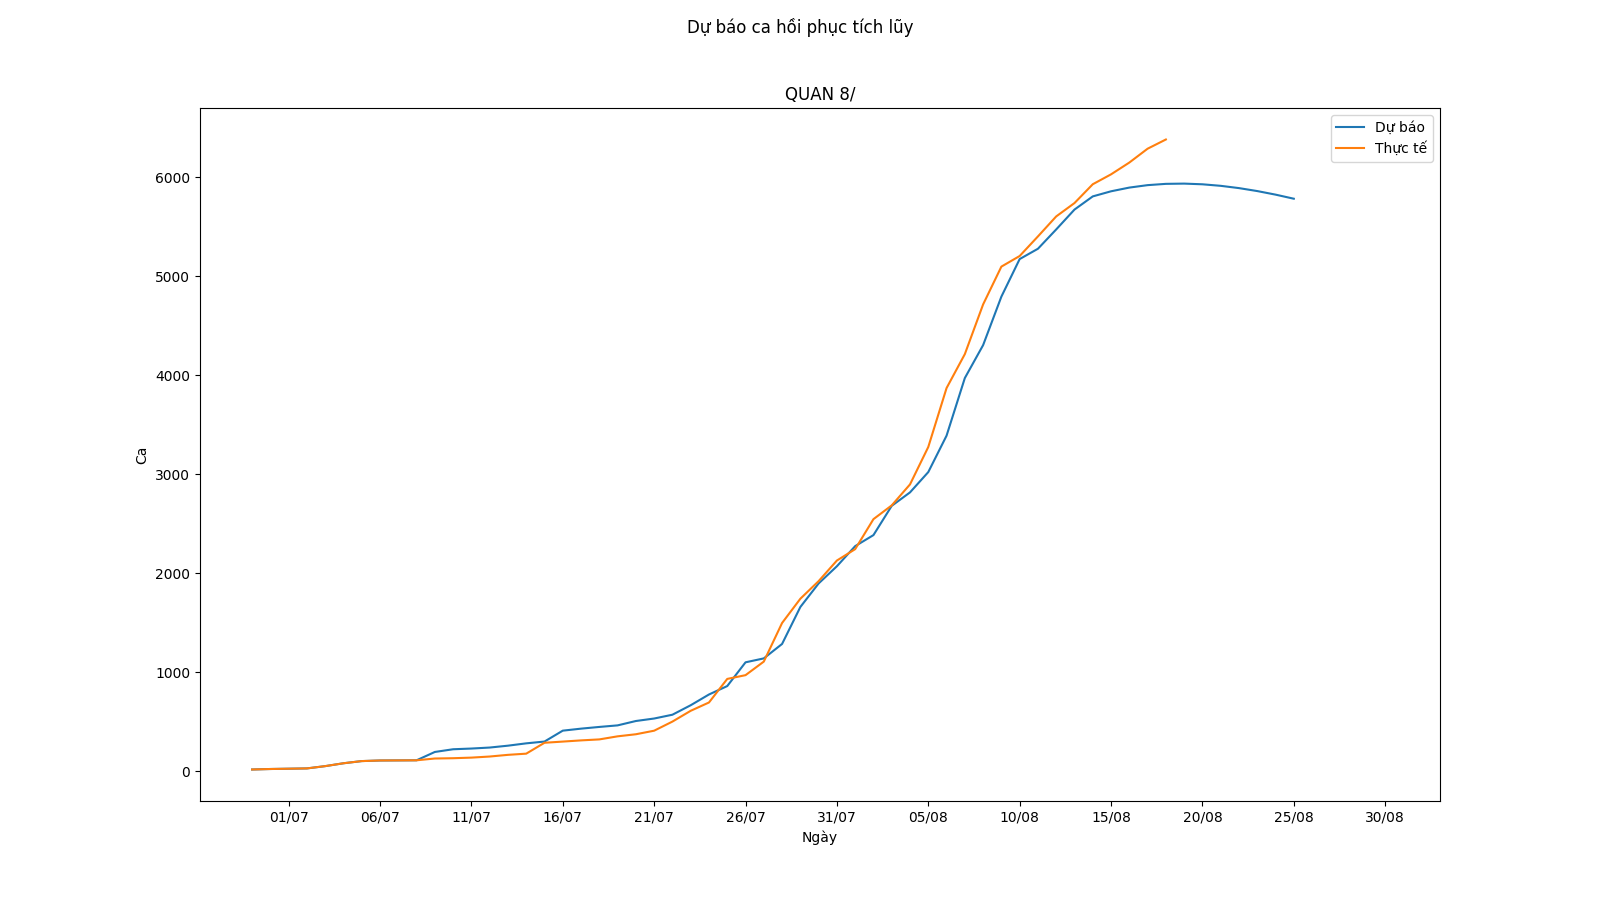 Dự báo ca hồi phục tích lũy
QUAN 8/
Dự báo
Thực tế
6000
5000
4000
3000
2000
1000
0
Ca
01/07 06/07 11/07 16/07 21/07 26/07 31/07 05/08 10/08 15/08 20/08 25/08 30/08
Ngày